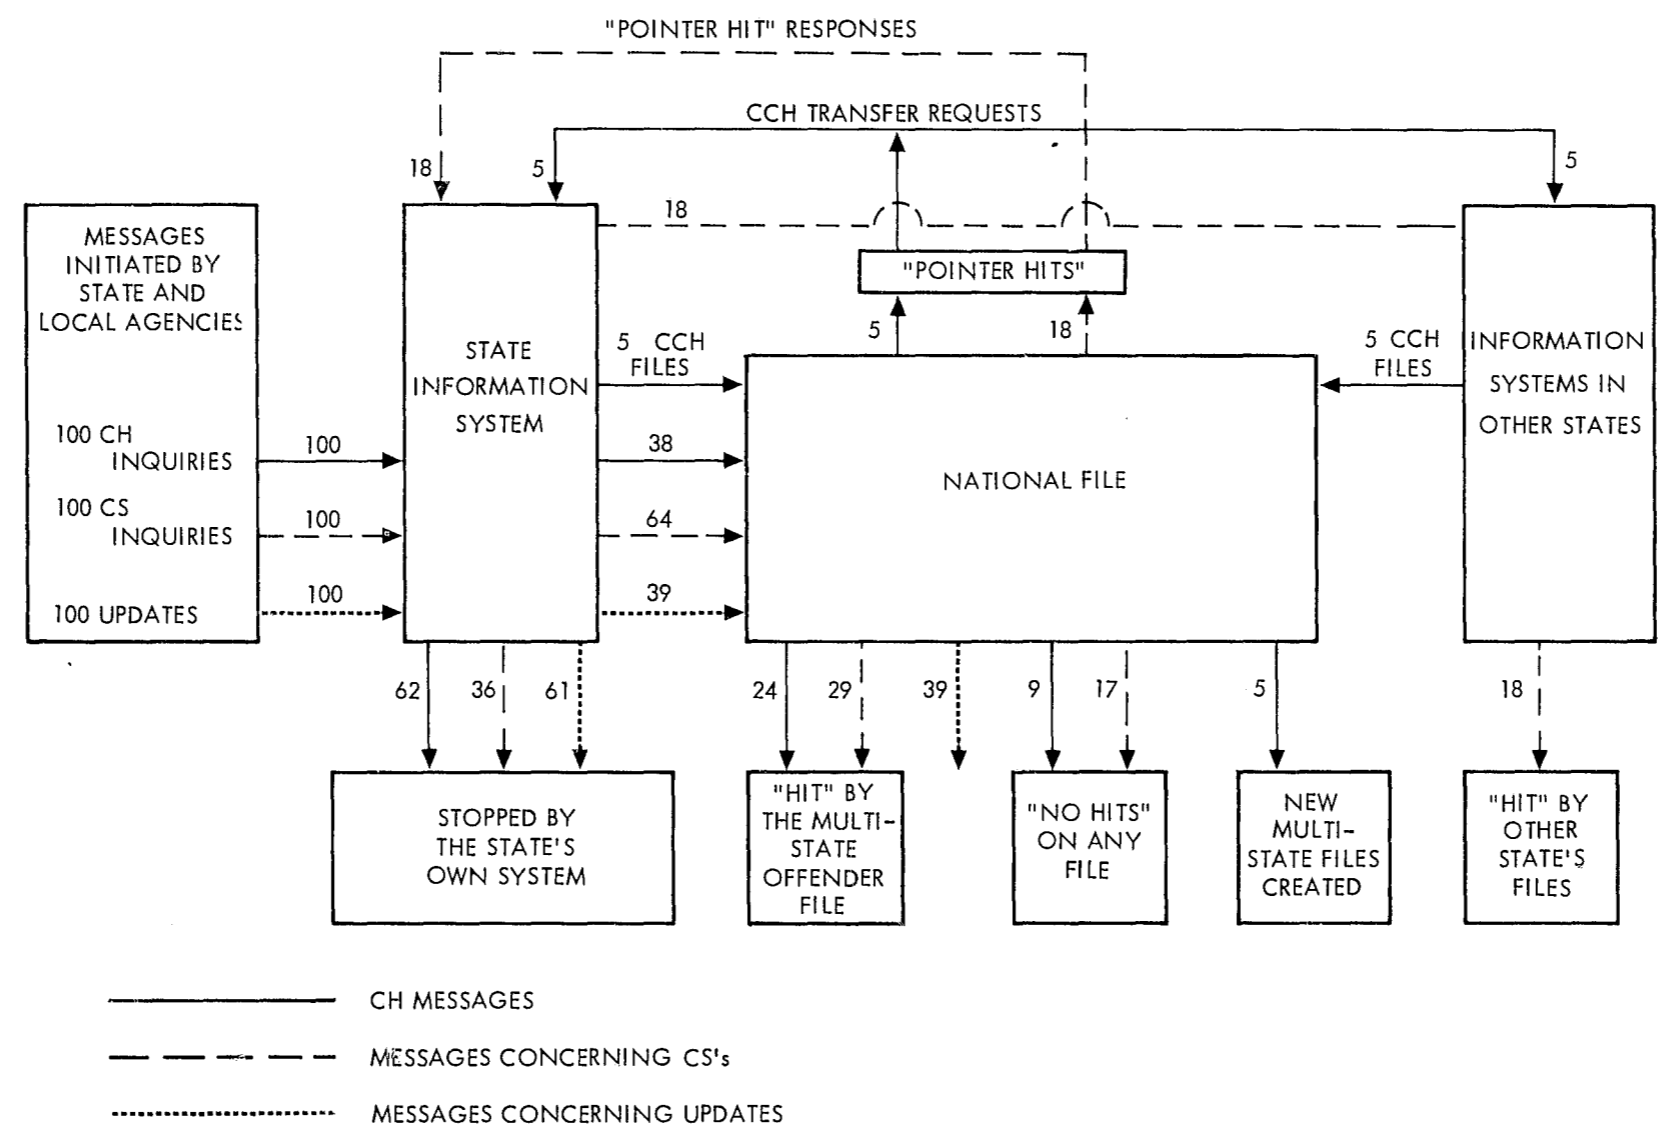 "POINTER HIT" RESPONSES
CCH TRANSFER REQUESTS
18
5
5
18
MESSAGES
INITIATED BY
STATE AND
LOCAL AGENCIES
"POINTER HITS"
5
18
STATE
INFORMATION
SYSTEM
5 CCH
FILES
5 CCH
FILES
INFORMATION
SYSTEMS IN
OTHER STATES
NATIONAL FILE
100 CH
INQUIRIES
100
38
100 CS
INQUIRIES
100
64
100 UPDATES
100
39
62
36
61
24
29
39
9
17
5
18
STOPPED BY
THE STATE'S
OWN SYSTEM
"HIT" BY
THE MULTI-
STATE
OFFENDER
FILE
"NO HITS"
ON ANY
FILE
NEW
MULTI-
STATE FILES
CREATED
"HIT" BY
OTHER
STATE'S
FILES
CH MESSAGES
MESSAGES CONCERNING CS's
MESSAGES CONCERNING UPDATES